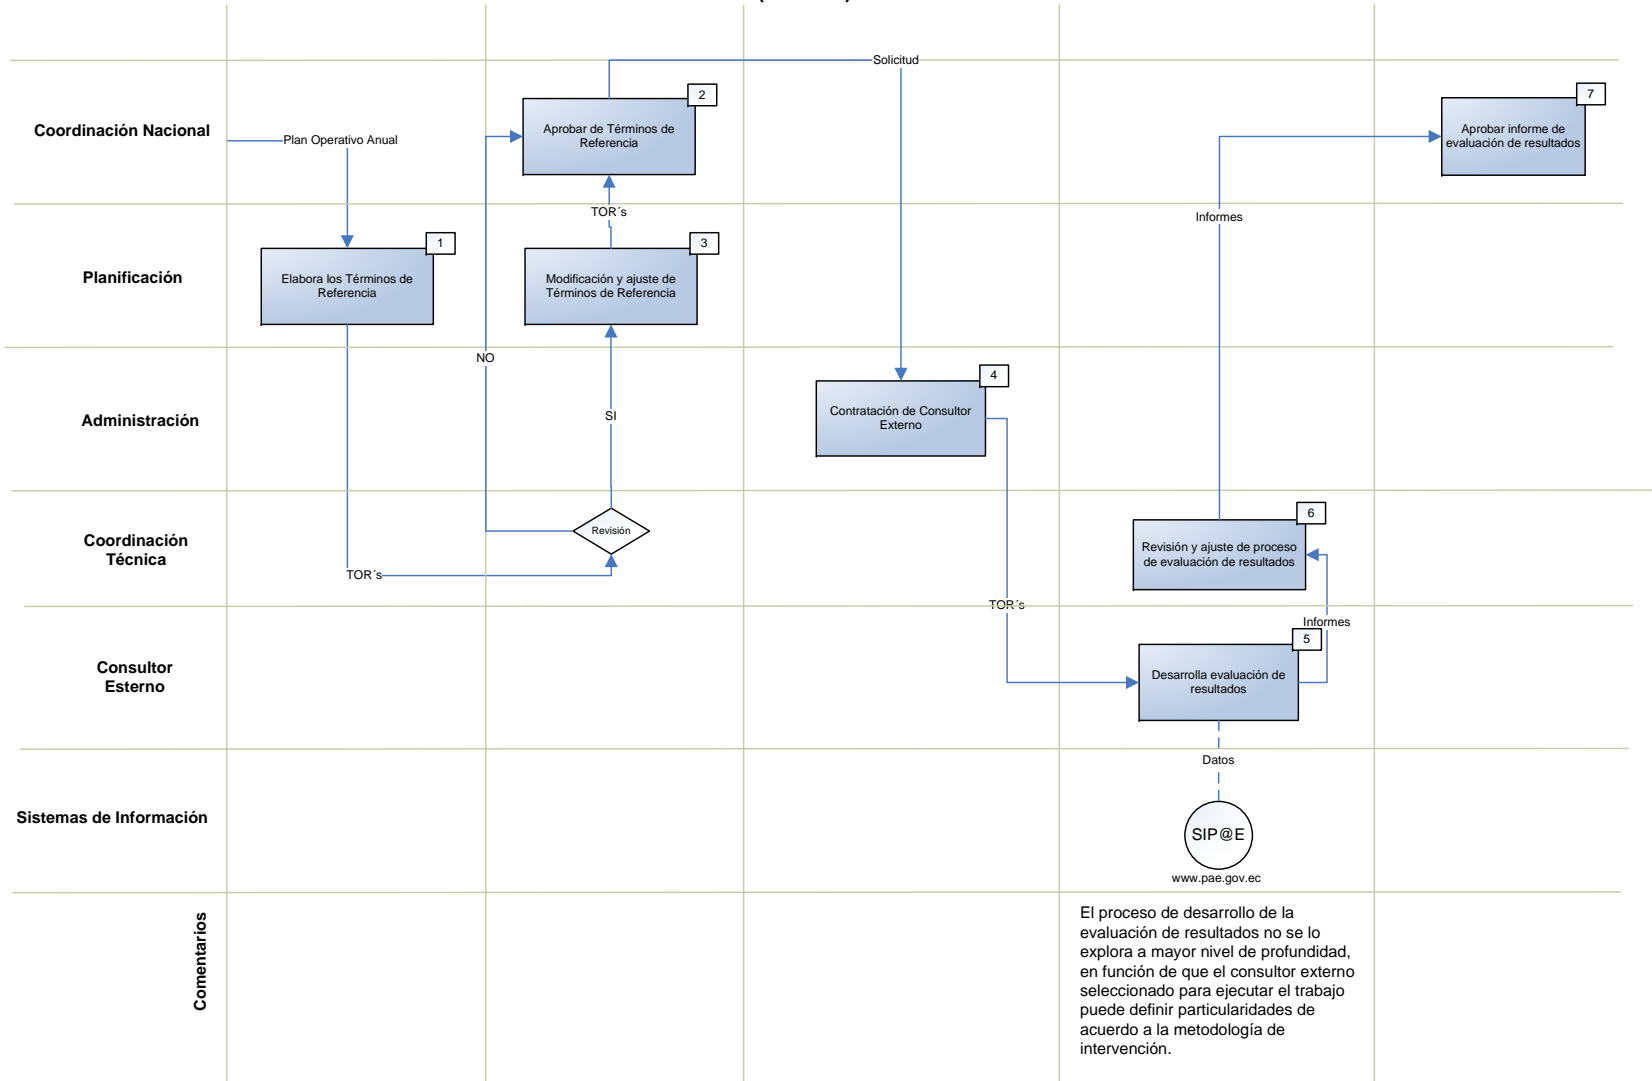 Solicitud
2
7
Coordinación Nacional
Plan Operativo Anual
Aprobar de Términos de
Referencia
Aprobar informe de
evaluación de resultados
TOR´s
Informes
1
3
Planificación
Elabora los Términos de
Referencia
Modificación y ajuste de
Términos de Referencia
NO
4
Administración
SI
Contratación de Consultor
Externo
6
Coordinación
Técnica
Revisión
Revisión y ajuste de proceso
de evaluación de resultados
TOR´s
TOR´s
Informes
5
Consultor
Esterno
Desarrolla evaluación de
resultados
Datos
Sistemas de Información
SIP@E
www.pae.gov.ec
Comentarios
El proceso de desarrollo de la
evaluación de resultados no se lo
explora a mayor nivel de profundidad,
en función de que el consultor externo
seleccionado para ejecutar el trabajo
puede definir particularidades de
acuerdo a la metodología de
intervención.